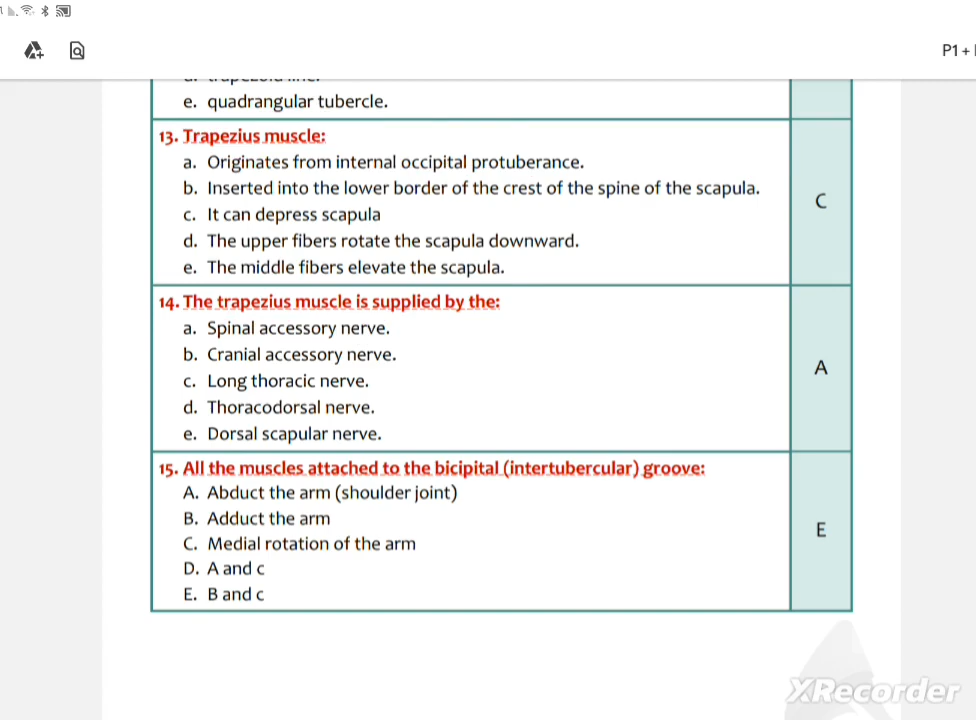 P1 +
e. quadrangular tubercle.
13. Trapezius muscle:
a. Originates from internal occipital protuberance.
b. Inserted into the lower border of the crest of the spine of the scapula.
c. It can depress scapula
d. The upper fibers rotate the scapula downward.
e. The middle fibers elevate the scapula.
C
14. The trapezius muscle is supplied by the:
a. Spinal accessory nerve.
b. Cranial accessory nerve.
c. Long thoracic nerve.
d. Thoracodorsal nerve.
e. Dorsal scapular nerve.
A
15. All the muscles attached to the bicipital (intertubercular) groove:
A. Abduct the arm (shoulder joint)
B. Adduct the arm
C. Medial rotation of the arm
D. A and c
E. B and c
E
XRecorder